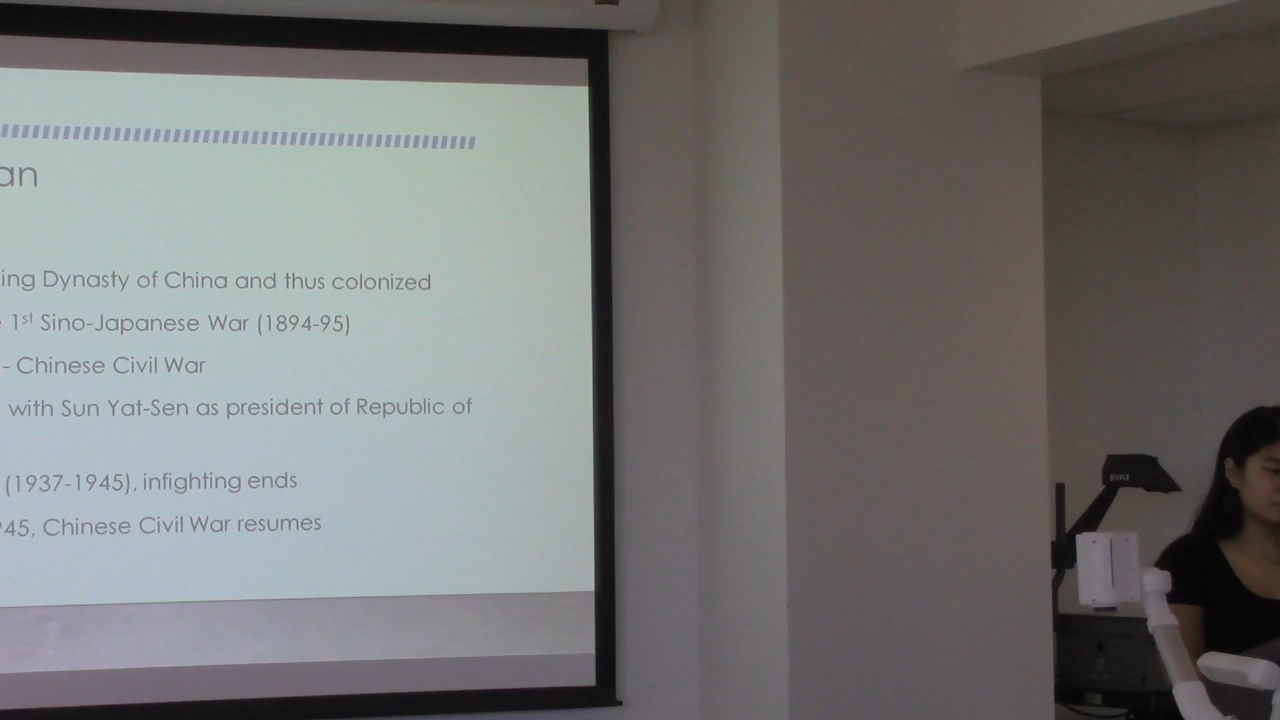 an
ing Dynasty of China and thus colonized
1st Sino-Japanese War (1894-95)
- Chinese Civil War
with Sun Yat-Sen as president of Republic of
(1937-1945), infighting ends
45, Chinese Civil War resumes